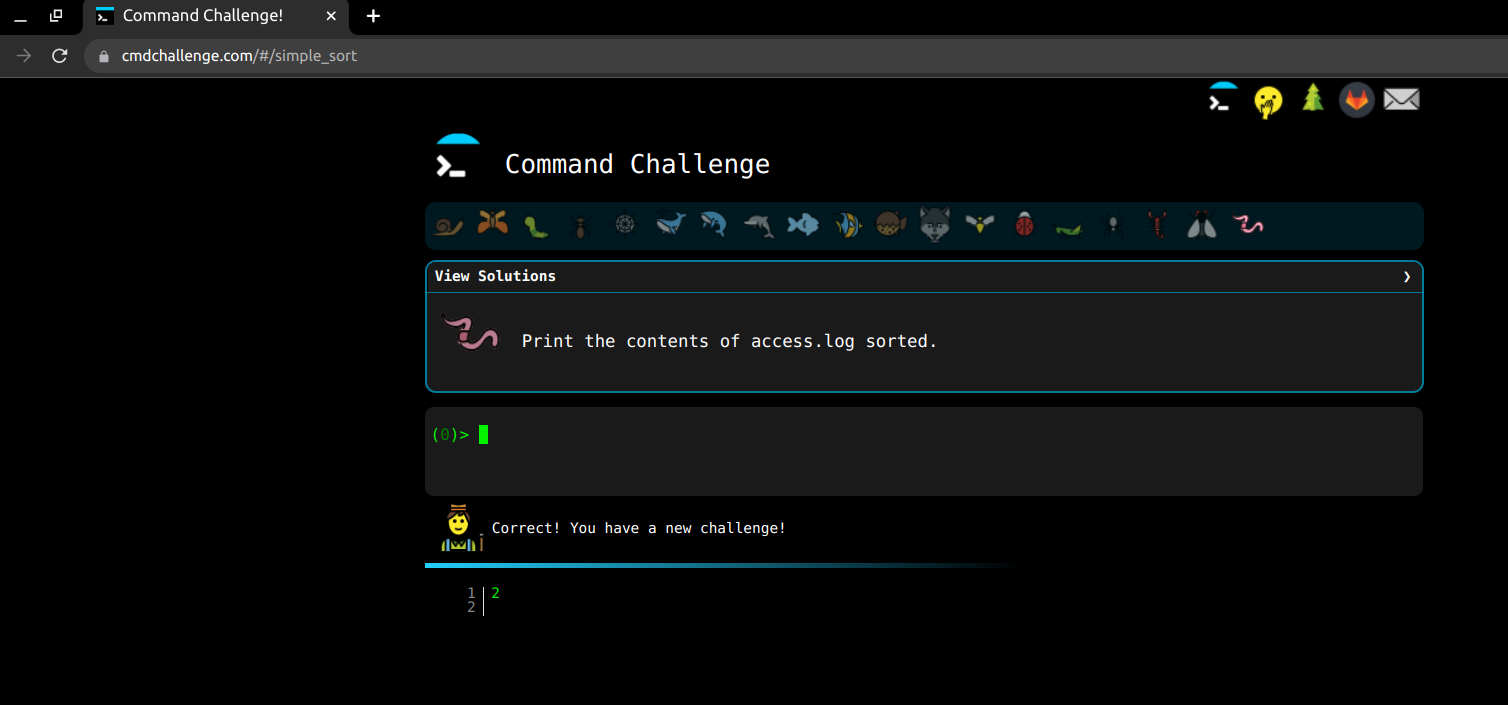 Command Challenge!
cmdchallenge.com/#/simple_sort
Command Challenge
View Solutions
Print the contents of access.log sorted.
(0)>
Correct! You have a new challenge!
1 2
2